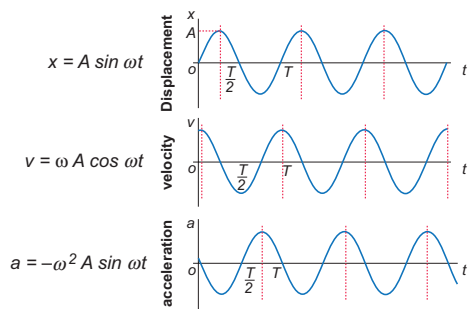 x = A sin ωt
Displacement
x
A
o
T/2
T
t
v = ω A cos ωt
velocity
v
o
T/2
T
t
a = –ω² A sin ωt
acceleration
a
o
T/2
T
t